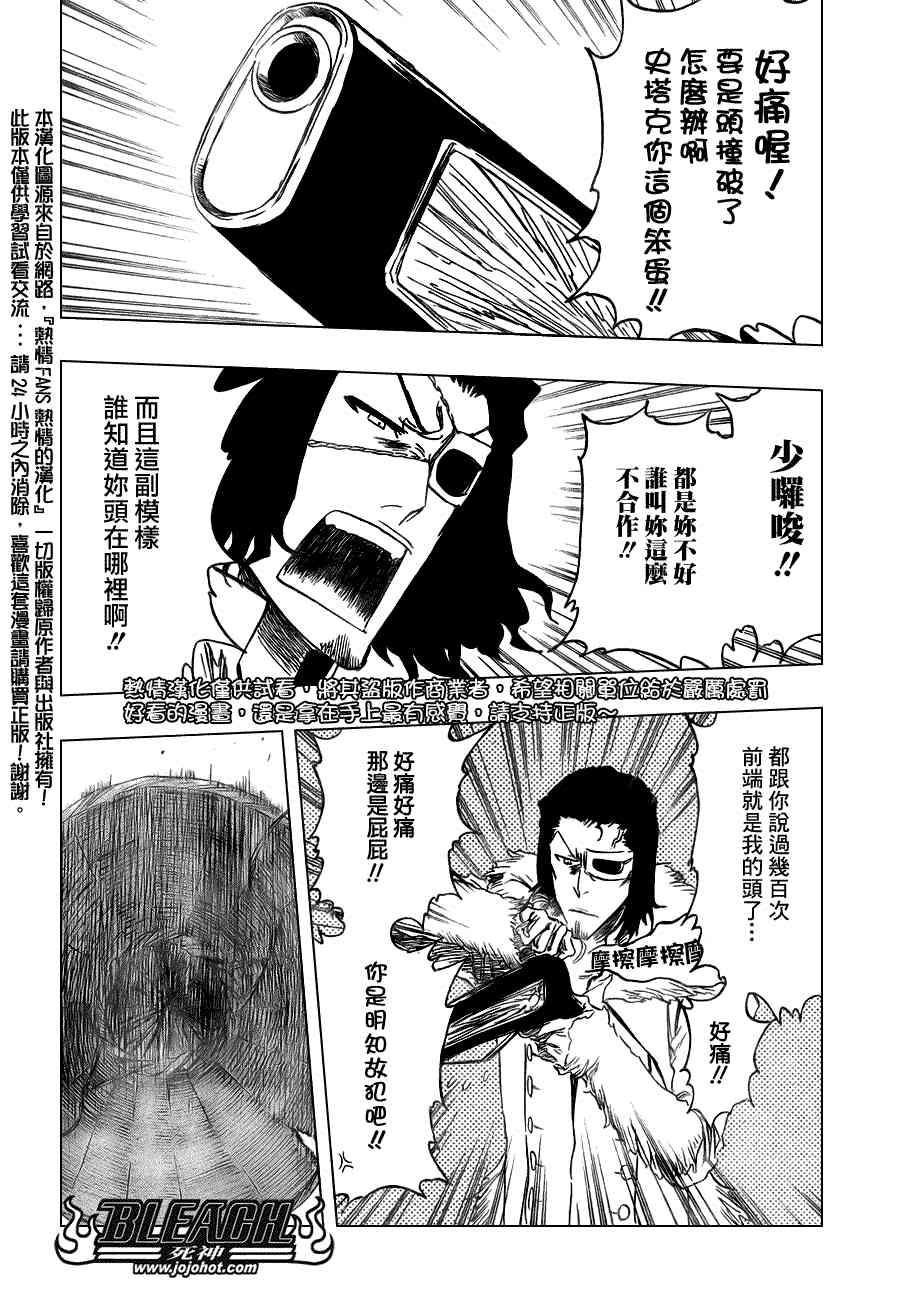 好痛喔！
要是頭撞破了
怎麼辦啊
史塔克你這個笨蛋!!
少囉唆!!
都是妳不好
誰叫妳這麼
不合作!!
而且這副模樣
誰知道妳頭在哪裡啊!!
熱情漢化僅供試看，將其盜版作商業者，希望相關單位給於嚴厲處罰
好看的漫畫，還是拿在手上最有感覺，請支持正版～
都跟你說過幾百次
前端就是我的頭了…
好痛!!
摩擦摩擦摩
好痛好痛
那邊是屁屁!!
你是明知故犯吧!!
本漢化圖源來自於網路，『熱情FANS 熱情的漢化』一切版權歸原作者與出版社擁有！
此版本僅供學習試看交流… 請 24 小時之內消除，喜歡這套漫畫請購買正版！謝謝。
BLEACH
死神
www.jojohot.com